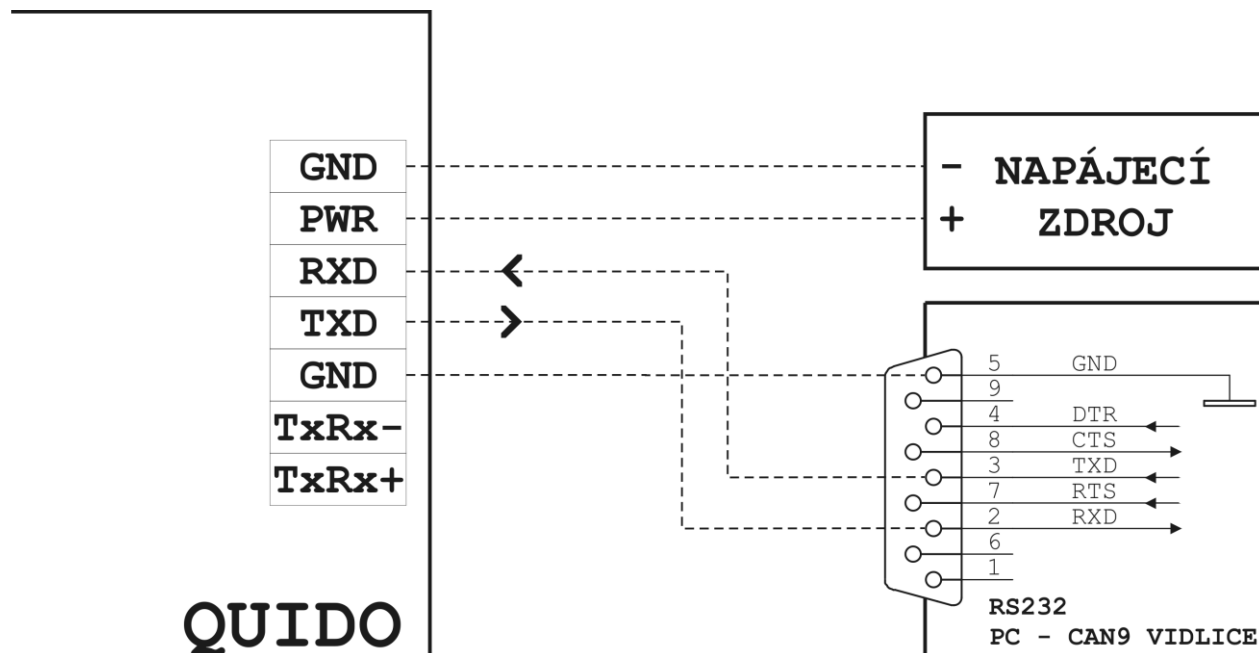 GND
PWR
RXD
TXD
GND
TxRx-
TxRx+
QUIDO
- NAPÁJECÍ
+ ZDROJ
5 GND
9
4 DTR
8 CTS
3 TXD
7 RTS
2 RXD
6
1
RS232
PC - CAN9 VIDLICE